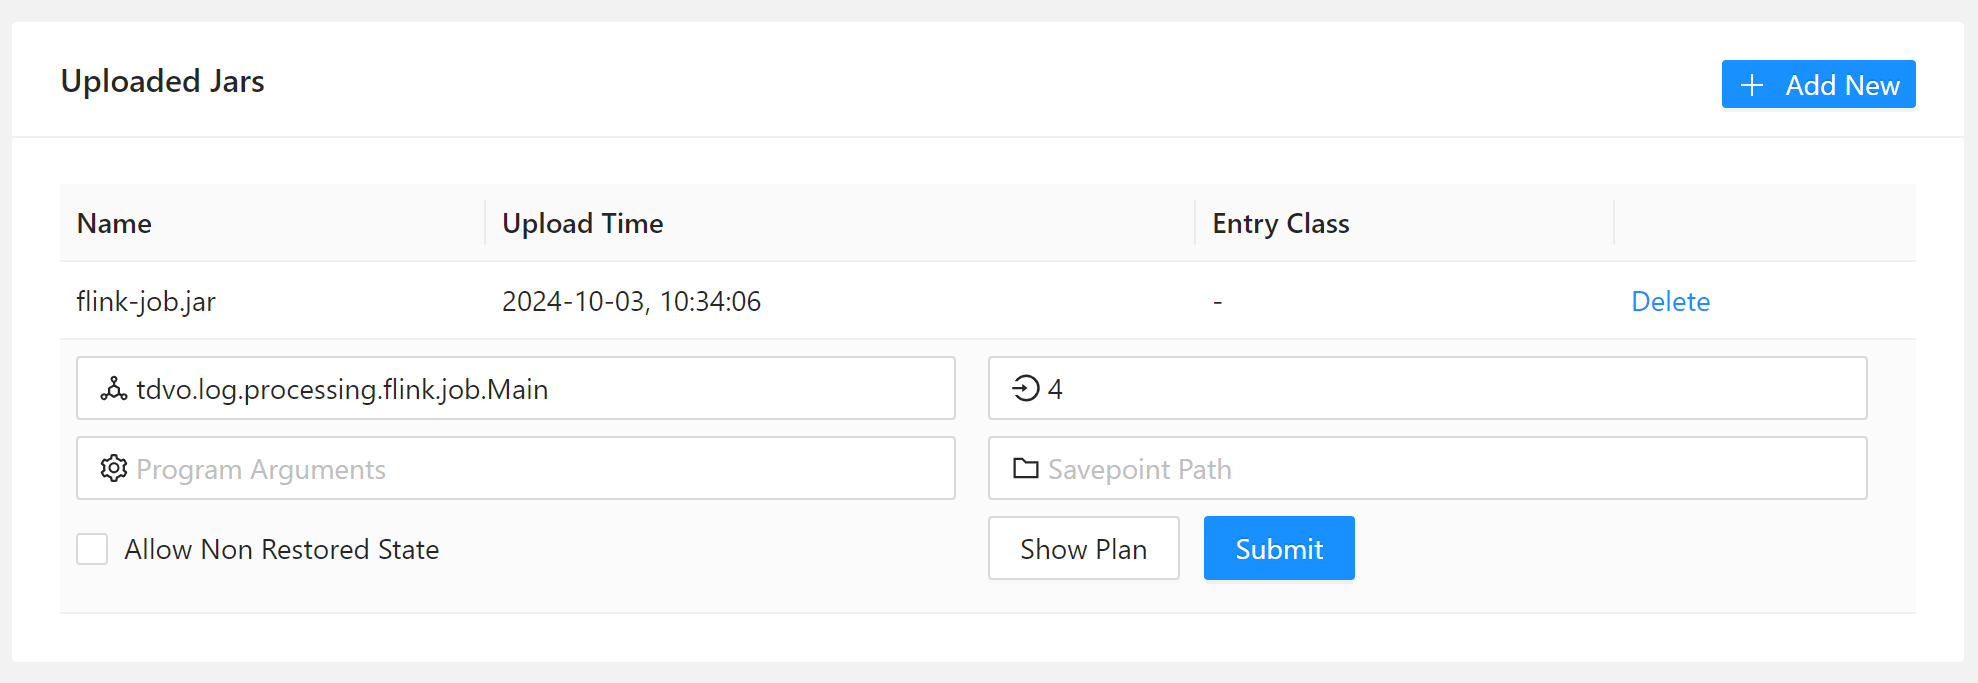 Uploaded Jars
Add New
Name Upload Time Entry Class
flink-job.jar 2024-10-03, 10:34:06 - Delete
tdvo.log.processing.flink.job.Main 4
Program Arguments Savepoint Path
Allow Non Restored State Show Plan Submit